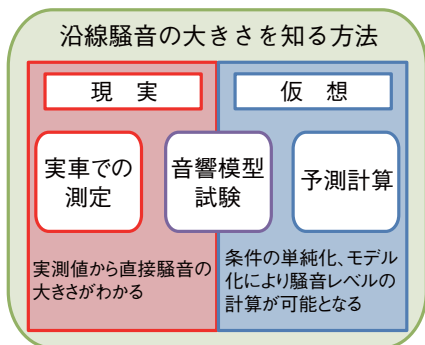 沿線騒音の大きさを知る方法
現　実
仮　想
実車での
測定
音響模型
試験
予測計算
実測値から直接騒音の
大きさがわかる
条件の単純化、モデル
化により騒音レベルの
計算が可能となる